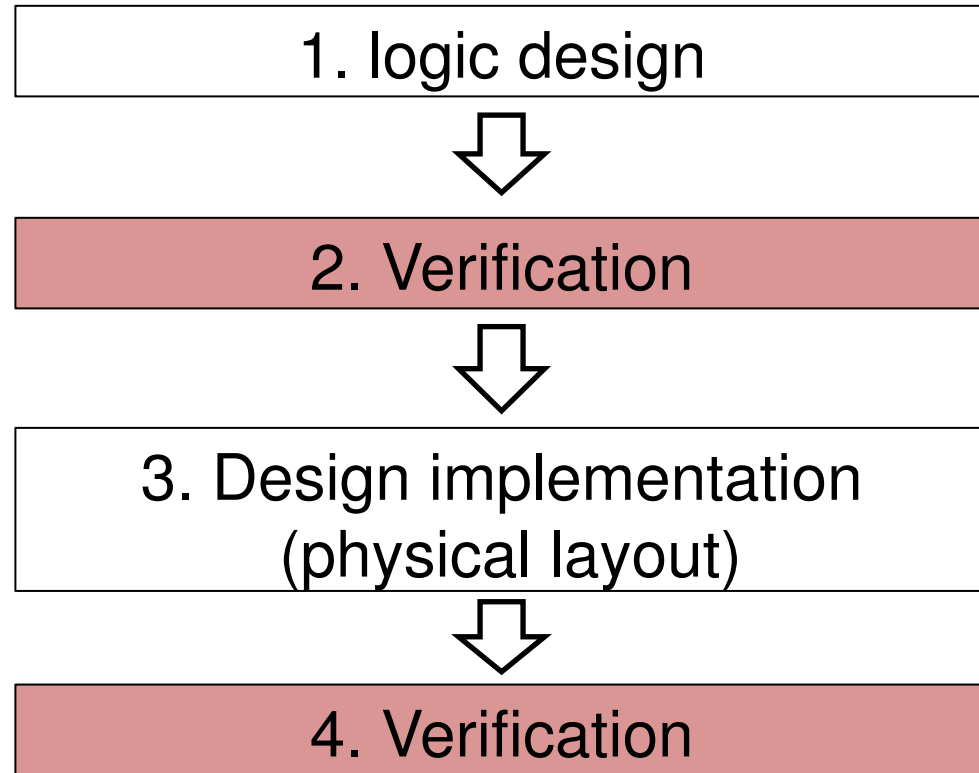 1. logic design
2. Verification
3. Design implementation
(physical layout)
4. Verification